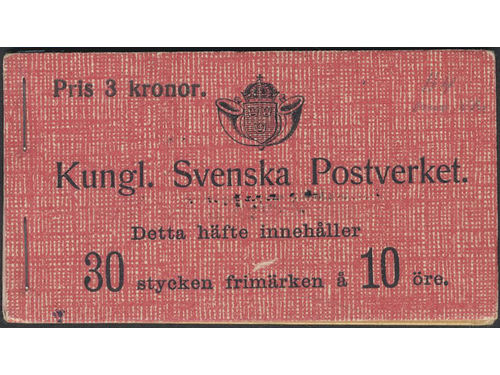 Pris 3 kronor.
Kungl. Svenska Postverket.
Detta häfte innehåller
30 stycken frimärken å 10 öre.